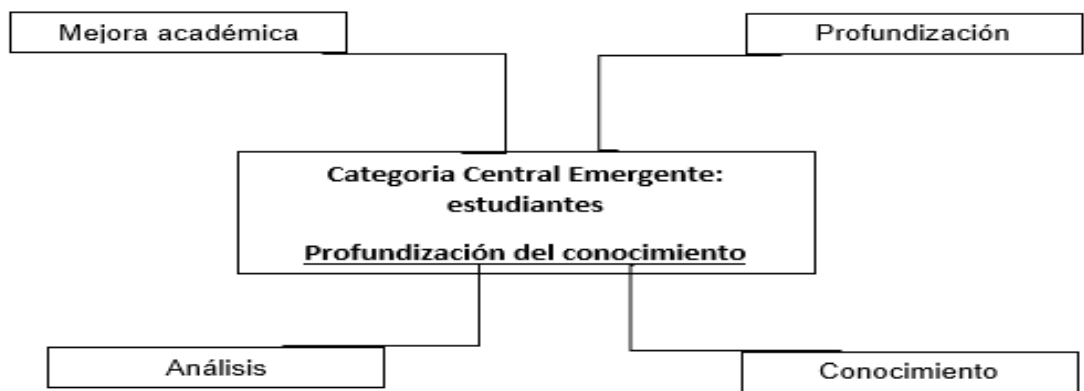 Mejora académica
Profundización
Categoria Central Emergente:
estudiantes
Profundización del conocimiento
Análisis
Conocimiento